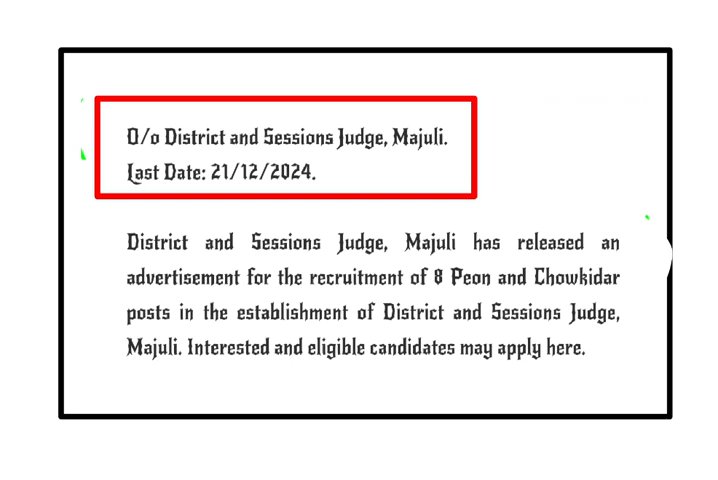 O/o District and Sessions Judge, Majuli.
Last Date: 21/12/2024.
District and Sessions Judge, Majuli has released an
advertisement for the recruitment of 8 Peon and Chowkidar
posts in the establishment of District and Sessions Judge,
Majuli. Interested and eligible candidates may apply here.